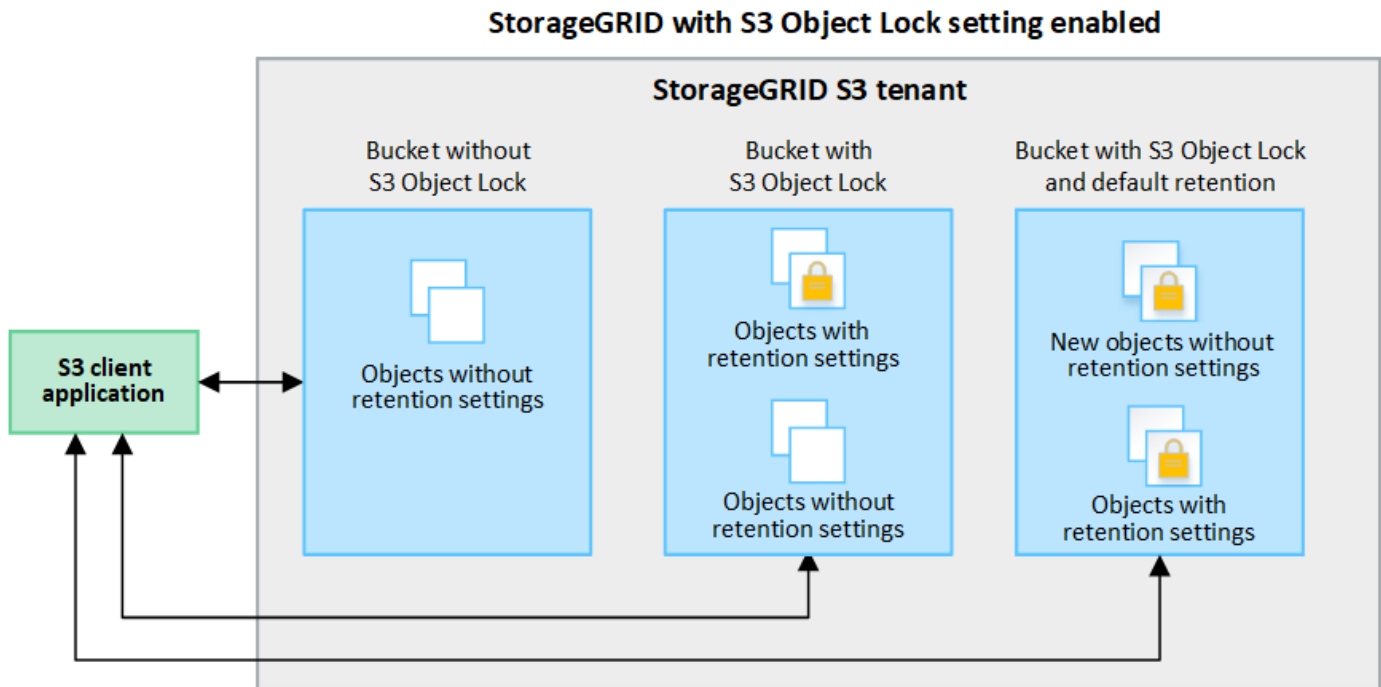 StorageGRID with S3 Object Lock setting enabled
StorageGRID S3 tenant
Bucket without
S3 Object Lock
Objects without
retention settings
Bucket with
S3 Object Lock
Objects with
retention settings
Objects without
retention settings
Bucket with S3 Object Lock
and default retention
New objects without
retention settings
Objects with
retention settings
S3 client
application